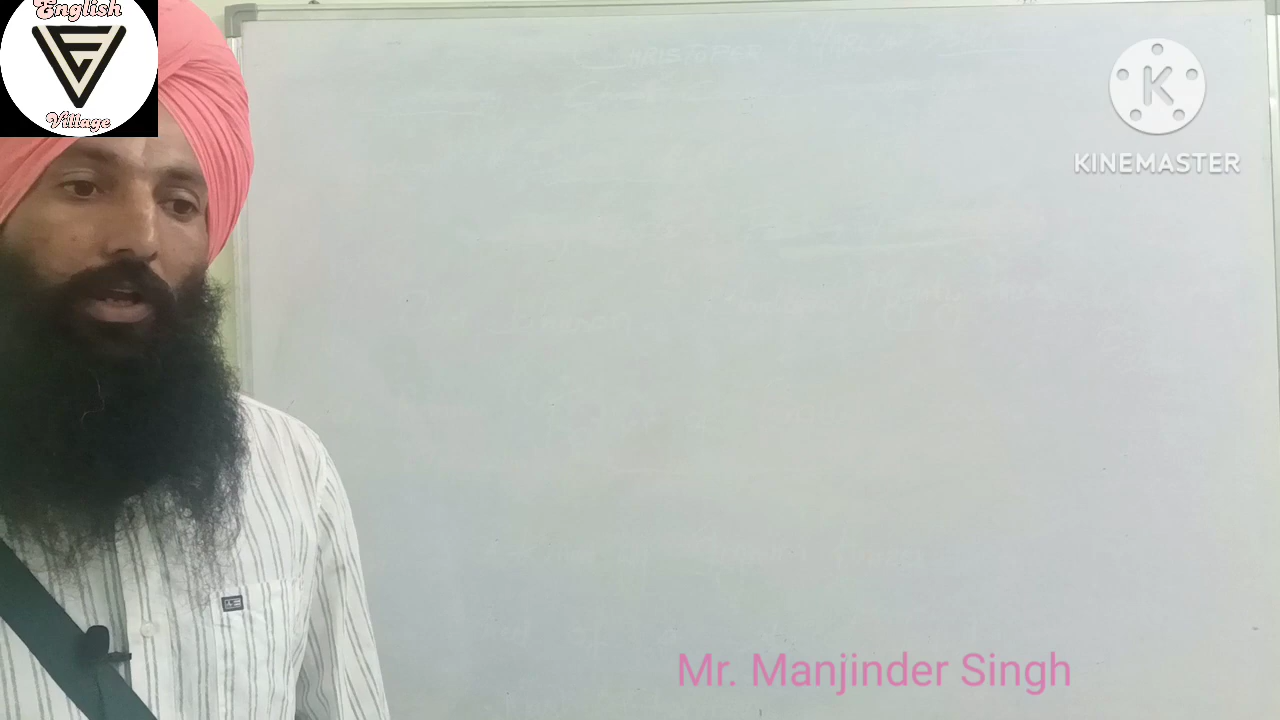 English
Village
K
KINEMASTER
Mr. Manjinder Singh